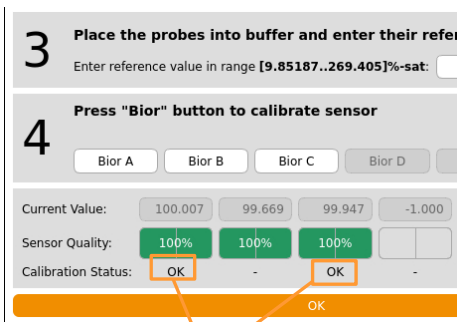 3
Place the probes into buffer and enter their refer
Enter reference value in range [9.85187..269.405]%-sat:
4
Press "Bior" button to calibrate sensor
Bior A Bior B Bior C Bior D
Current Value: 100.007 99.669 99.947 -1.000
Sensor Quality: 100% 100% 100%
Calibration Status: OK - OK -
OK